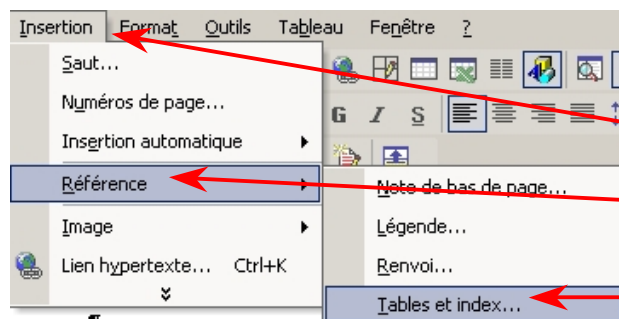 Insertion Format Outils Tableau Fenêtre ?
Saut...
Numéros de page...
G I S
Insertion automatique
Référence
Note de bas de page...
Image
Légende...
Lien hypertexte... Ctrl+K
Renvoi...
Tables et index...
¶